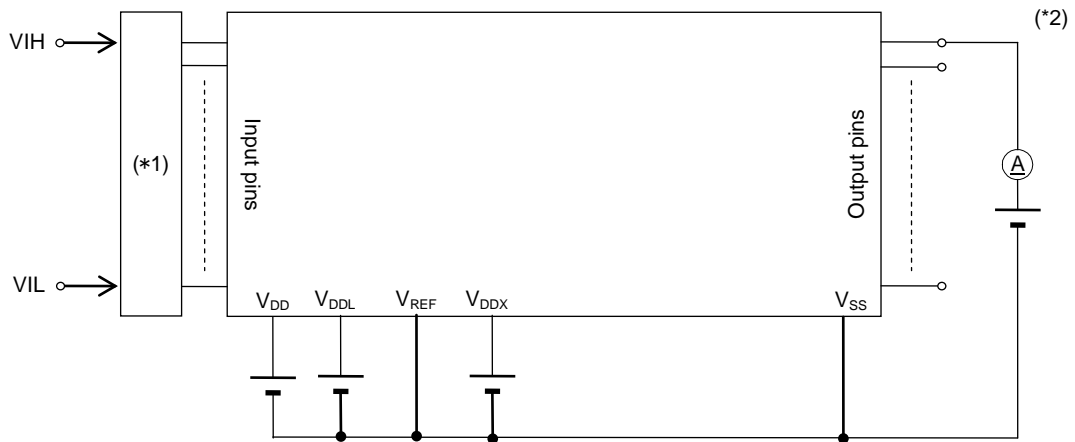 (*2)
VIH
(*1)
Input pins
Output pins
A
VIL
VDD VDDL VREF VDDX VSS